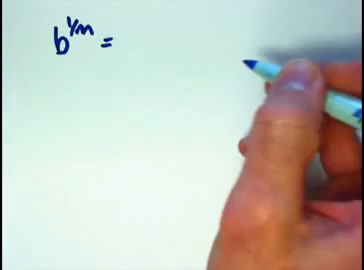 b^{1/m} =